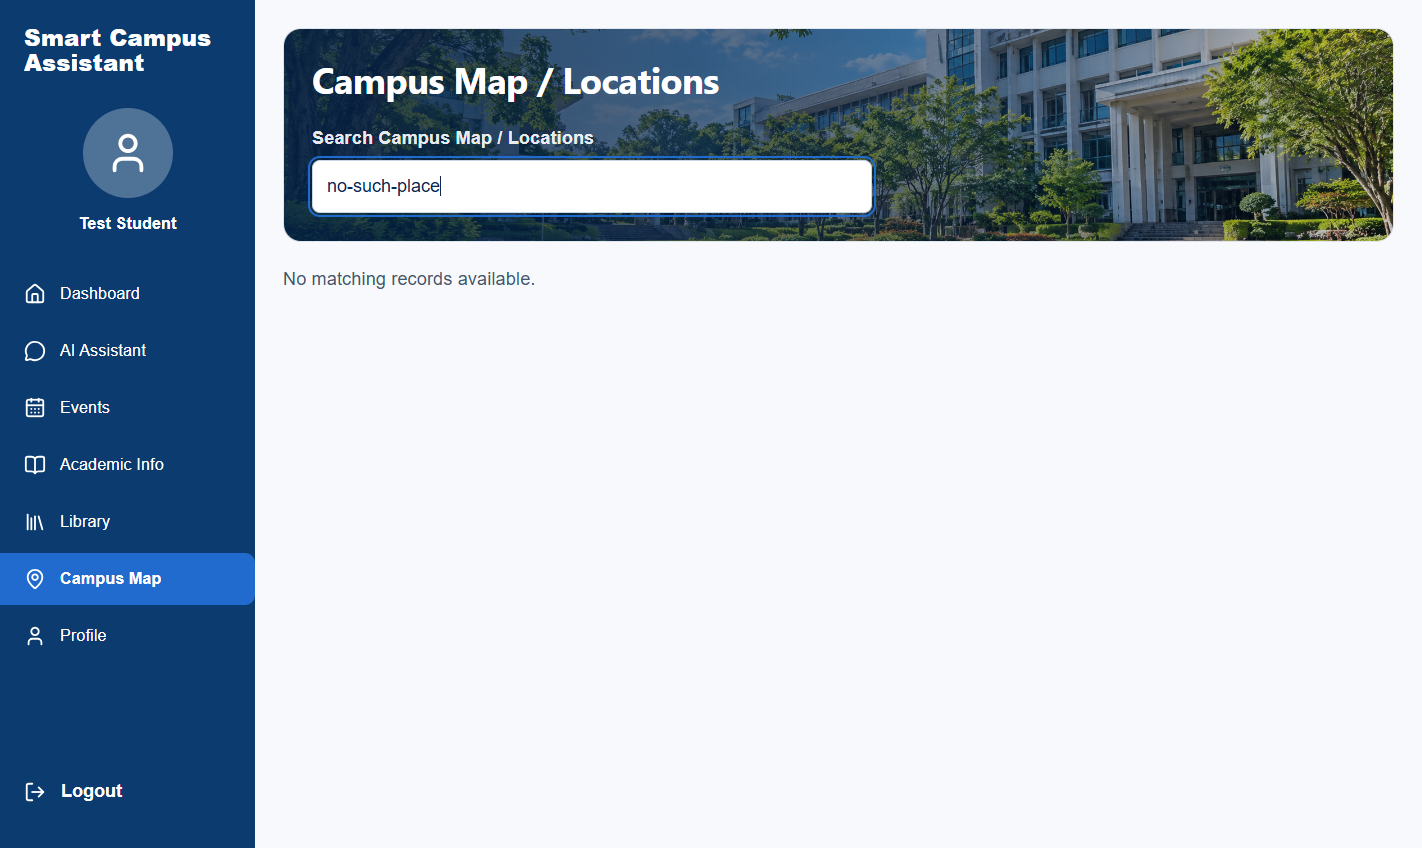 Smart Campus
Assistant
Test Student
Dashboard
AI Assistant
Events
Academic Info
Library
Campus Map
Profile
Logout
Campus Map / Locations
Search Campus Map / Locations
no-such-place
No matching records available.